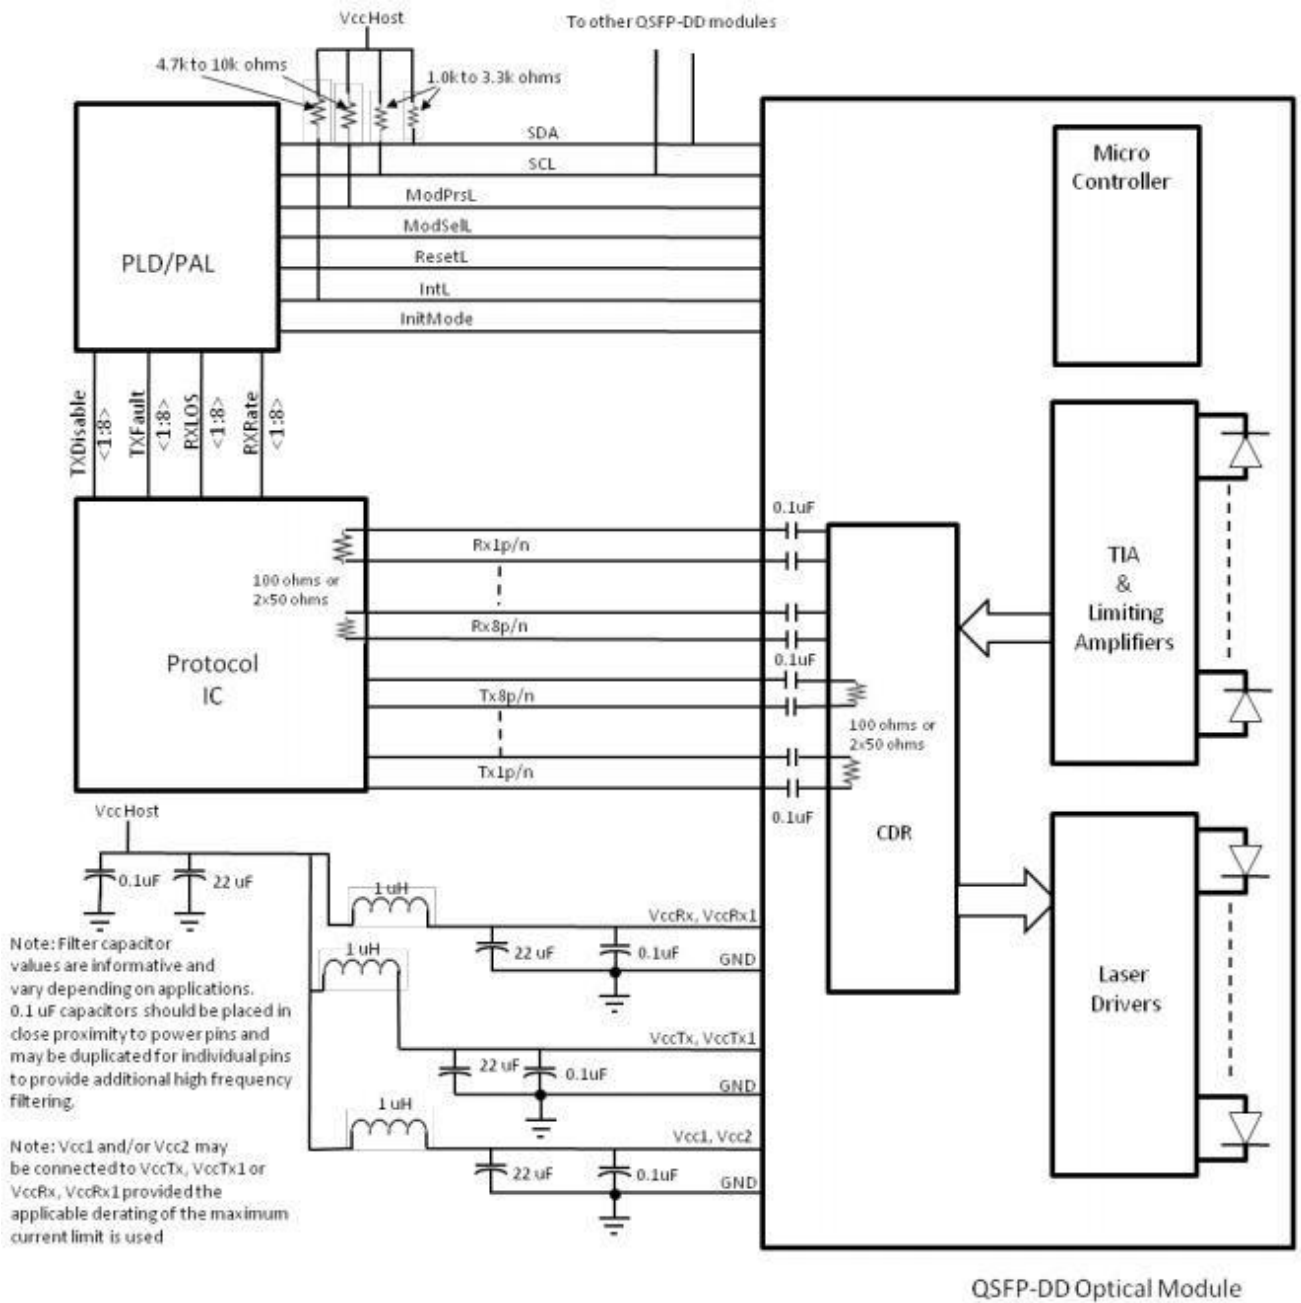 VccHost
To other QSFP-DD modules
4.7k to 10k ohms
1.0k to 3.3k ohms
SDA
SCL
ModPrsL
ModSelL
ResetL
IntL
InitMode
PLD/PAL
Micro
Controller
TXDisable
<1:8>
TXFault
<1:8>
RXLOS
<1:8>
RXRate
<1:8>
0.1uF
Rx1p/n
100 ohms or
2x50 ohms
Rx8p/n
0.1uF
Protocol
IC
Tx8p/n
100 ohms or
2x50 ohms
Tx1p/n
0.1uF
CDR
TIA
&
Limiting
Amplifiers
VccHost
0.1uF
22 uF
1 uH
VccRx, VccRx1
22 uF
0.1uF
GND
1 uH
VccTx, VccTx1
22 uF
0.1uF
GND
1 uH
Vcc1, Vcc2
22 uF
0.1uF
GND
Laser
Drivers
Note: Filter capacitor
values are informative and
vary depending on applications.
0.1 uF capacitors should be placed in
close proximity to power pins and
may be duplicated for individual pins
to provide additional high frequency
filtering.
Note: Vcc1 and/or Vcc2 may
be connected to VccTx, VccTx1 or
VccRx, VccRx1 provided the
applicable derating of the maximum
current limit is used
QSFP-DD Optical Module